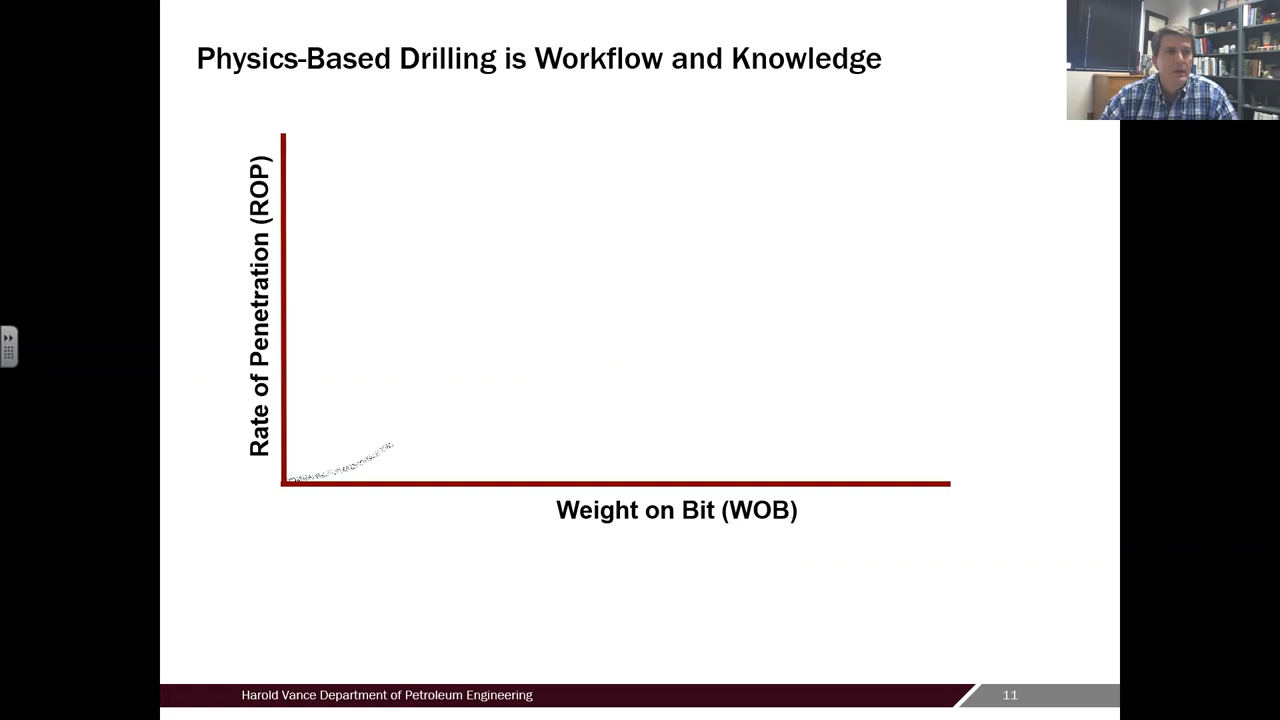 Physics-Based Drilling is Workflow and Knowledge
Rate of Penetration (ROP)
Weight on Bit (WOB)
Harold Vance Department of Petroleum Engineering
11